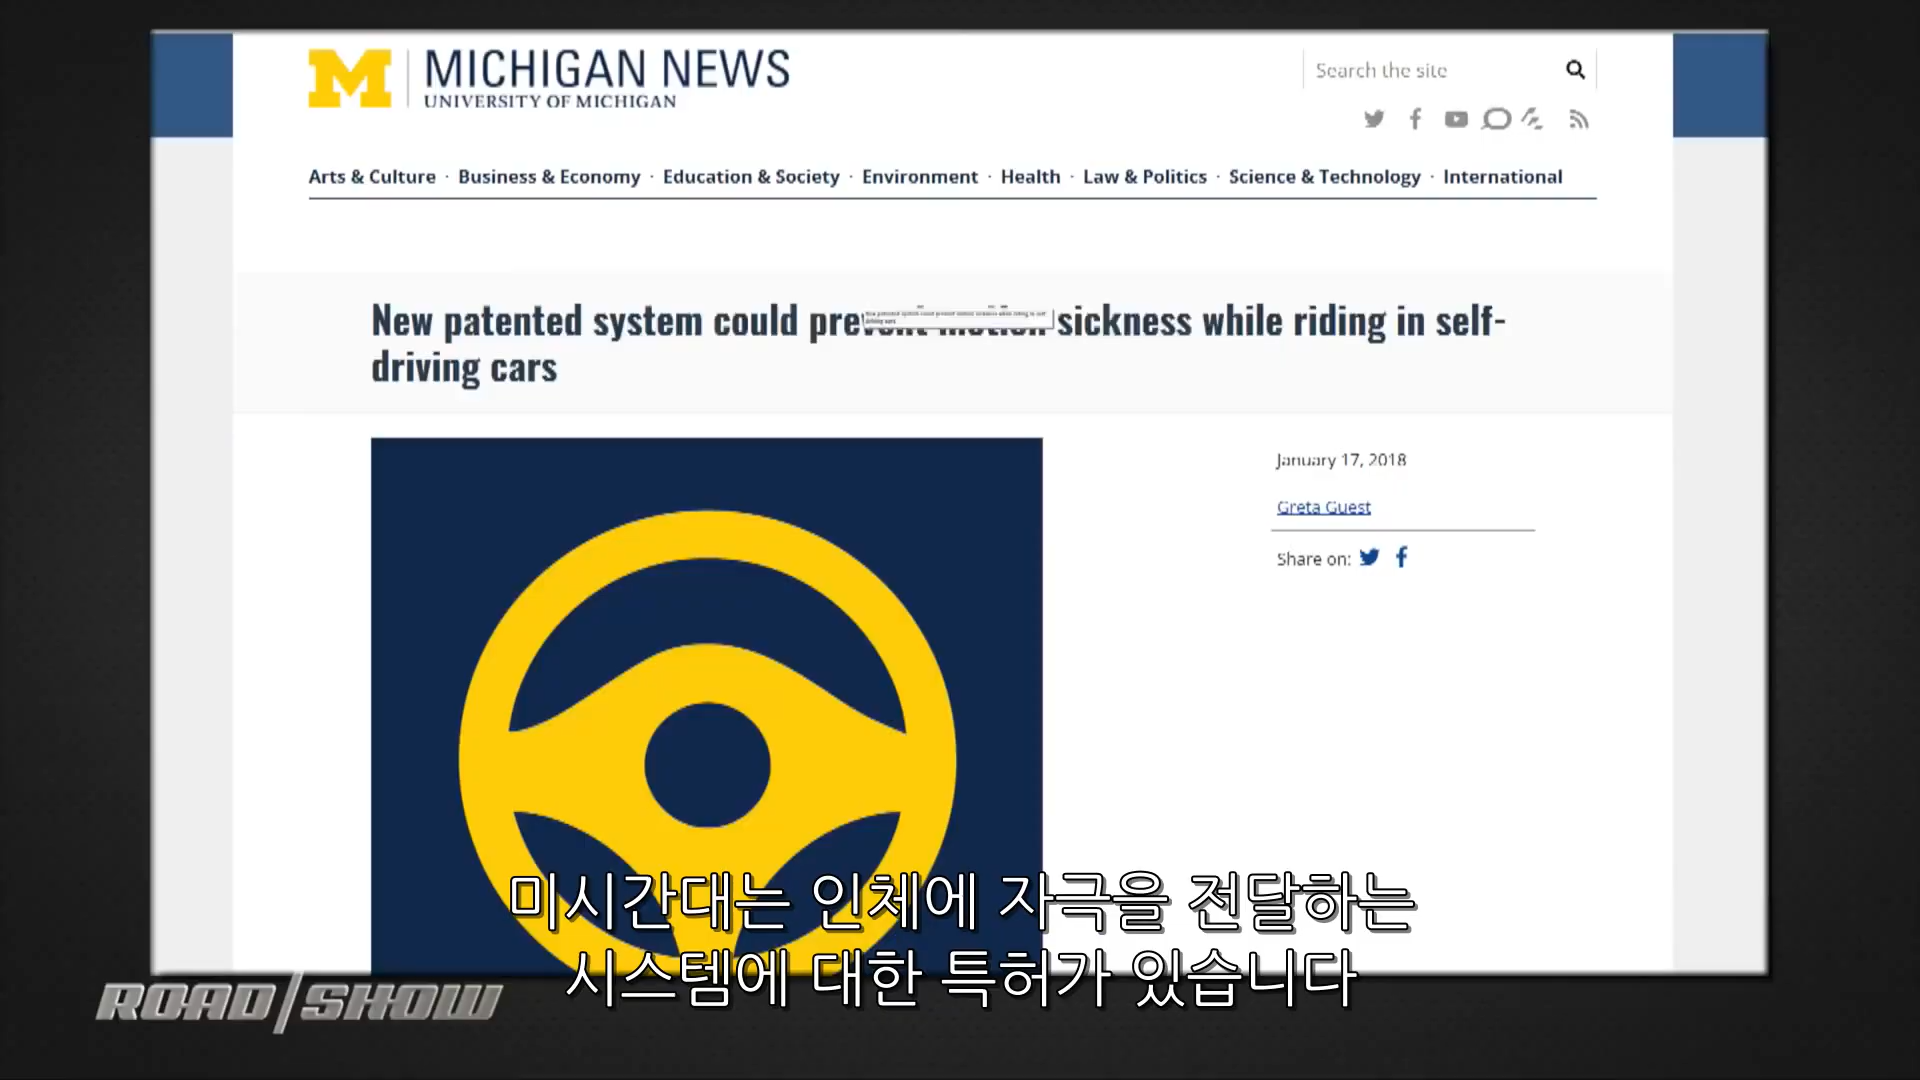 MICHIGAN NEWS
UNIVERSITY OF MICHIGAN
Search the site
Arts & Culture · Business & Economy · Education & Society · Environment · Health · Law & Politics · Science & Technology · International
New patented system could prevent motion sickness while riding in self-
driving cars
January 17, 2018
Greta Guest
Share on:
미시간대는 인체에 자극을 전달하는
시스템에 대한 특허가 있습니다
ROAD/SHOW